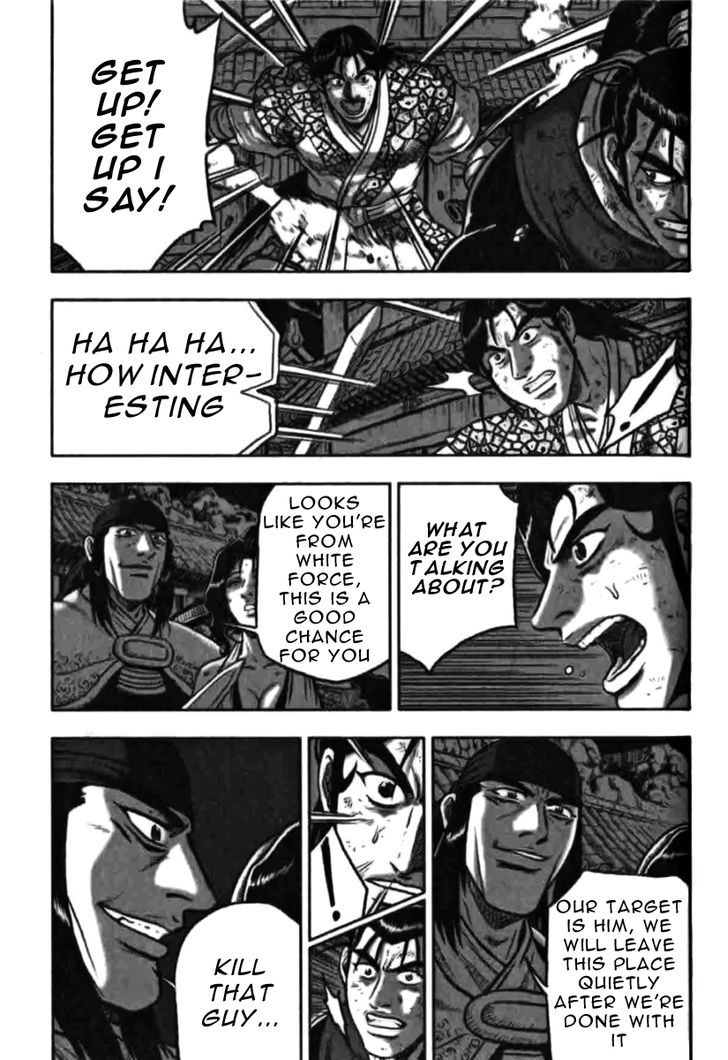 GET
UP!
GET
UP I
SAY!
HA HA HA...
HOW INTER-
ESTING
!
WHAT
ARE YOU
TALKING
ABOUT?
LOOKS
LIKE YOU'RE
FROM
WHITE
FORCE,
THIS IS A
GOOD
CHANCE
FOR YOU
OUR TARGET
IS HIM, WE
WILL LEAVE
THIS PLACE
QUIETLY
AFTER WE'RE
DONE WITH
IT
!
KILL
THAT
GUY...